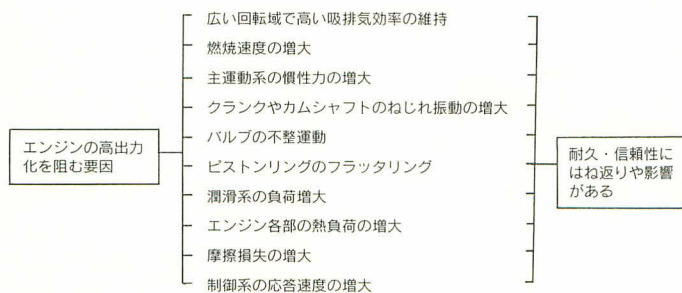 エンジンの高出力
化を阻む要因
広い回転域で高い吸排気効率の維持
燃焼速度の増大
主運動系の慣性力の増大
クランクやカムシャフトのねじれ振動の増大
バルブの不整運動
ピストンリングのフラッタリング
潤滑系の負荷増大
エンジン各部の熱負荷の増大
摩擦損失の増大
制御系の応答速度の増大
耐久・信頼性に
はね返りや影響
がある